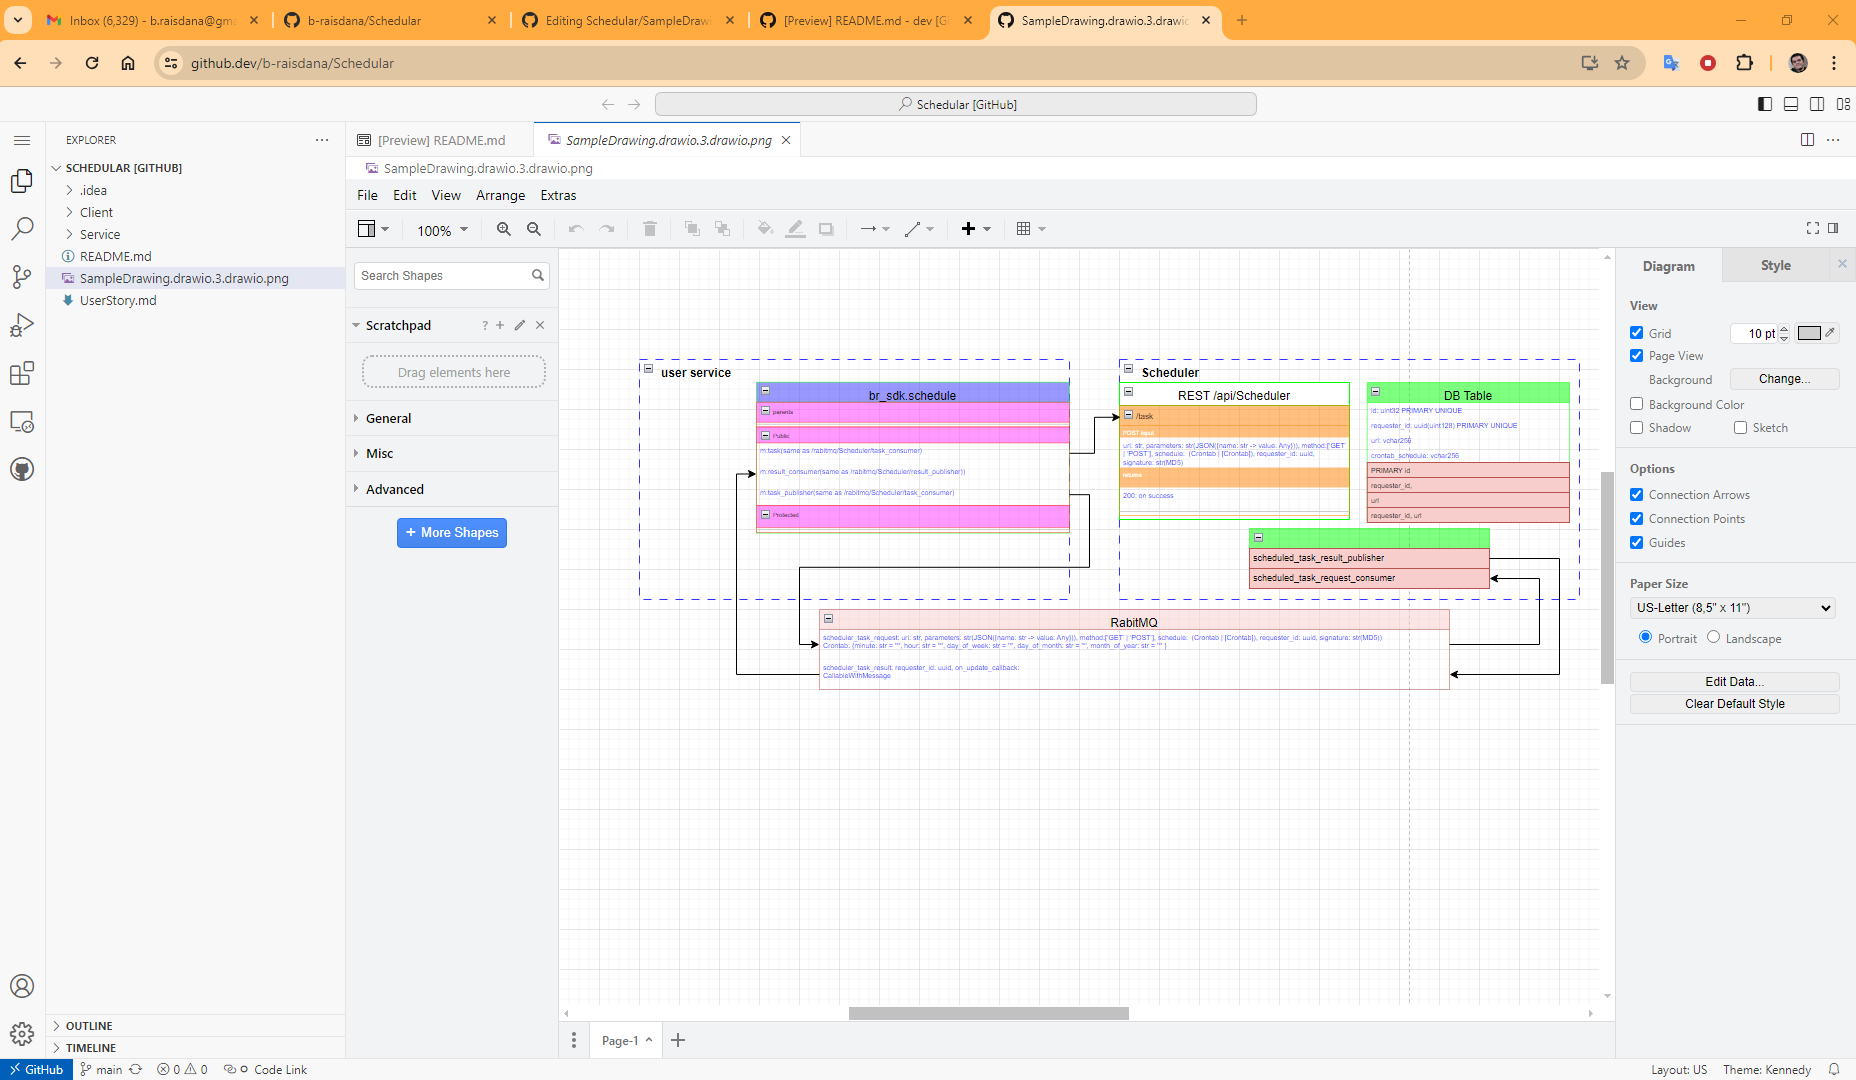 Inbox (6,329) - b.raisdana@gm
b-raisdana/Schedular
Editing Schedular/SampleDrawi
[Preview] README.md - dev [Gi
SampleDrawing.drawio.3.drawio
github.dev/b-raisdana/Schedular
Schedular [GitHub]
EXPLORER
SCHEDULAR [GITHUB]
.idea
Client
Service
README.md
SampleDrawing.drawio.3.drawio.png
UserStory.md
OUTLINE
TIMELINE
[Preview] README.md
SampleDrawing.drawio.3.drawio.png
SampleDrawing.drawio.3.drawio.png
File Edit View Arrange Extras
100%
Search Shapes
Scratchpad
?
Drag elements here
General
Misc
Advanced
+ More Shapes
user service
br_sdk.schedule
parents
Public
m:task(same as /rabitmq/Scheduler/task_consumer)
m:result_consumer(same as /rabitmq/Scheduler/result_publisher))
m:task_publisher(same as /rabitmq/Scheduler/task_consumer)
Protected
Scheduler
REST /api/Scheduler
/task
POST input
uri: str, parameters: str(JSON({name: str -> value: Any})), method:['GET'
| 'POST'], schedule: (Crontab | [Crontab]), requester_id: uuid,
signature: str(MD5)
returns
200: on success
DB Table
id: uint32 PRIMARY UNIQUE
requester_id: uuid(uint128) PRIMARY UNIQUE
url: vchar256
crontab_schedule: vchar256
PRIMARY id
requester_id,
url
requester_id, url
scheduled_task_result_publisher
scheduled_task_request_consumer
RabitMQ
scheduler_task_request: uri: str, parameters: str(JSON({name: str -> value: Any})), method:['GET' | 'POST'], schedule: (Crontab | [Crontab]), requester_id: uuid, signature: str(MD5))
Crontab: {minute: str = '*', hour: str = '*', day_of_week: str = '*', day_of_month: str = '*', month_of_year: str = '*' }
scheduler_task_result, requester_id: uuid, on_update_callback:
CallableWithMessage
Page-1
Diagram
Style
View
Grid
10 pt
Page View
Background
Change...
Background Color
Shadow
Sketch
Options
Connection Arrows
Connection Points
Guides
Paper Size
US-Letter (8,5" x 11")
Portrait
Landscape
Edit Data...
Clear Default Style
GitHub
main
0
0
Code Link
Layout: US
Theme: Kennedy